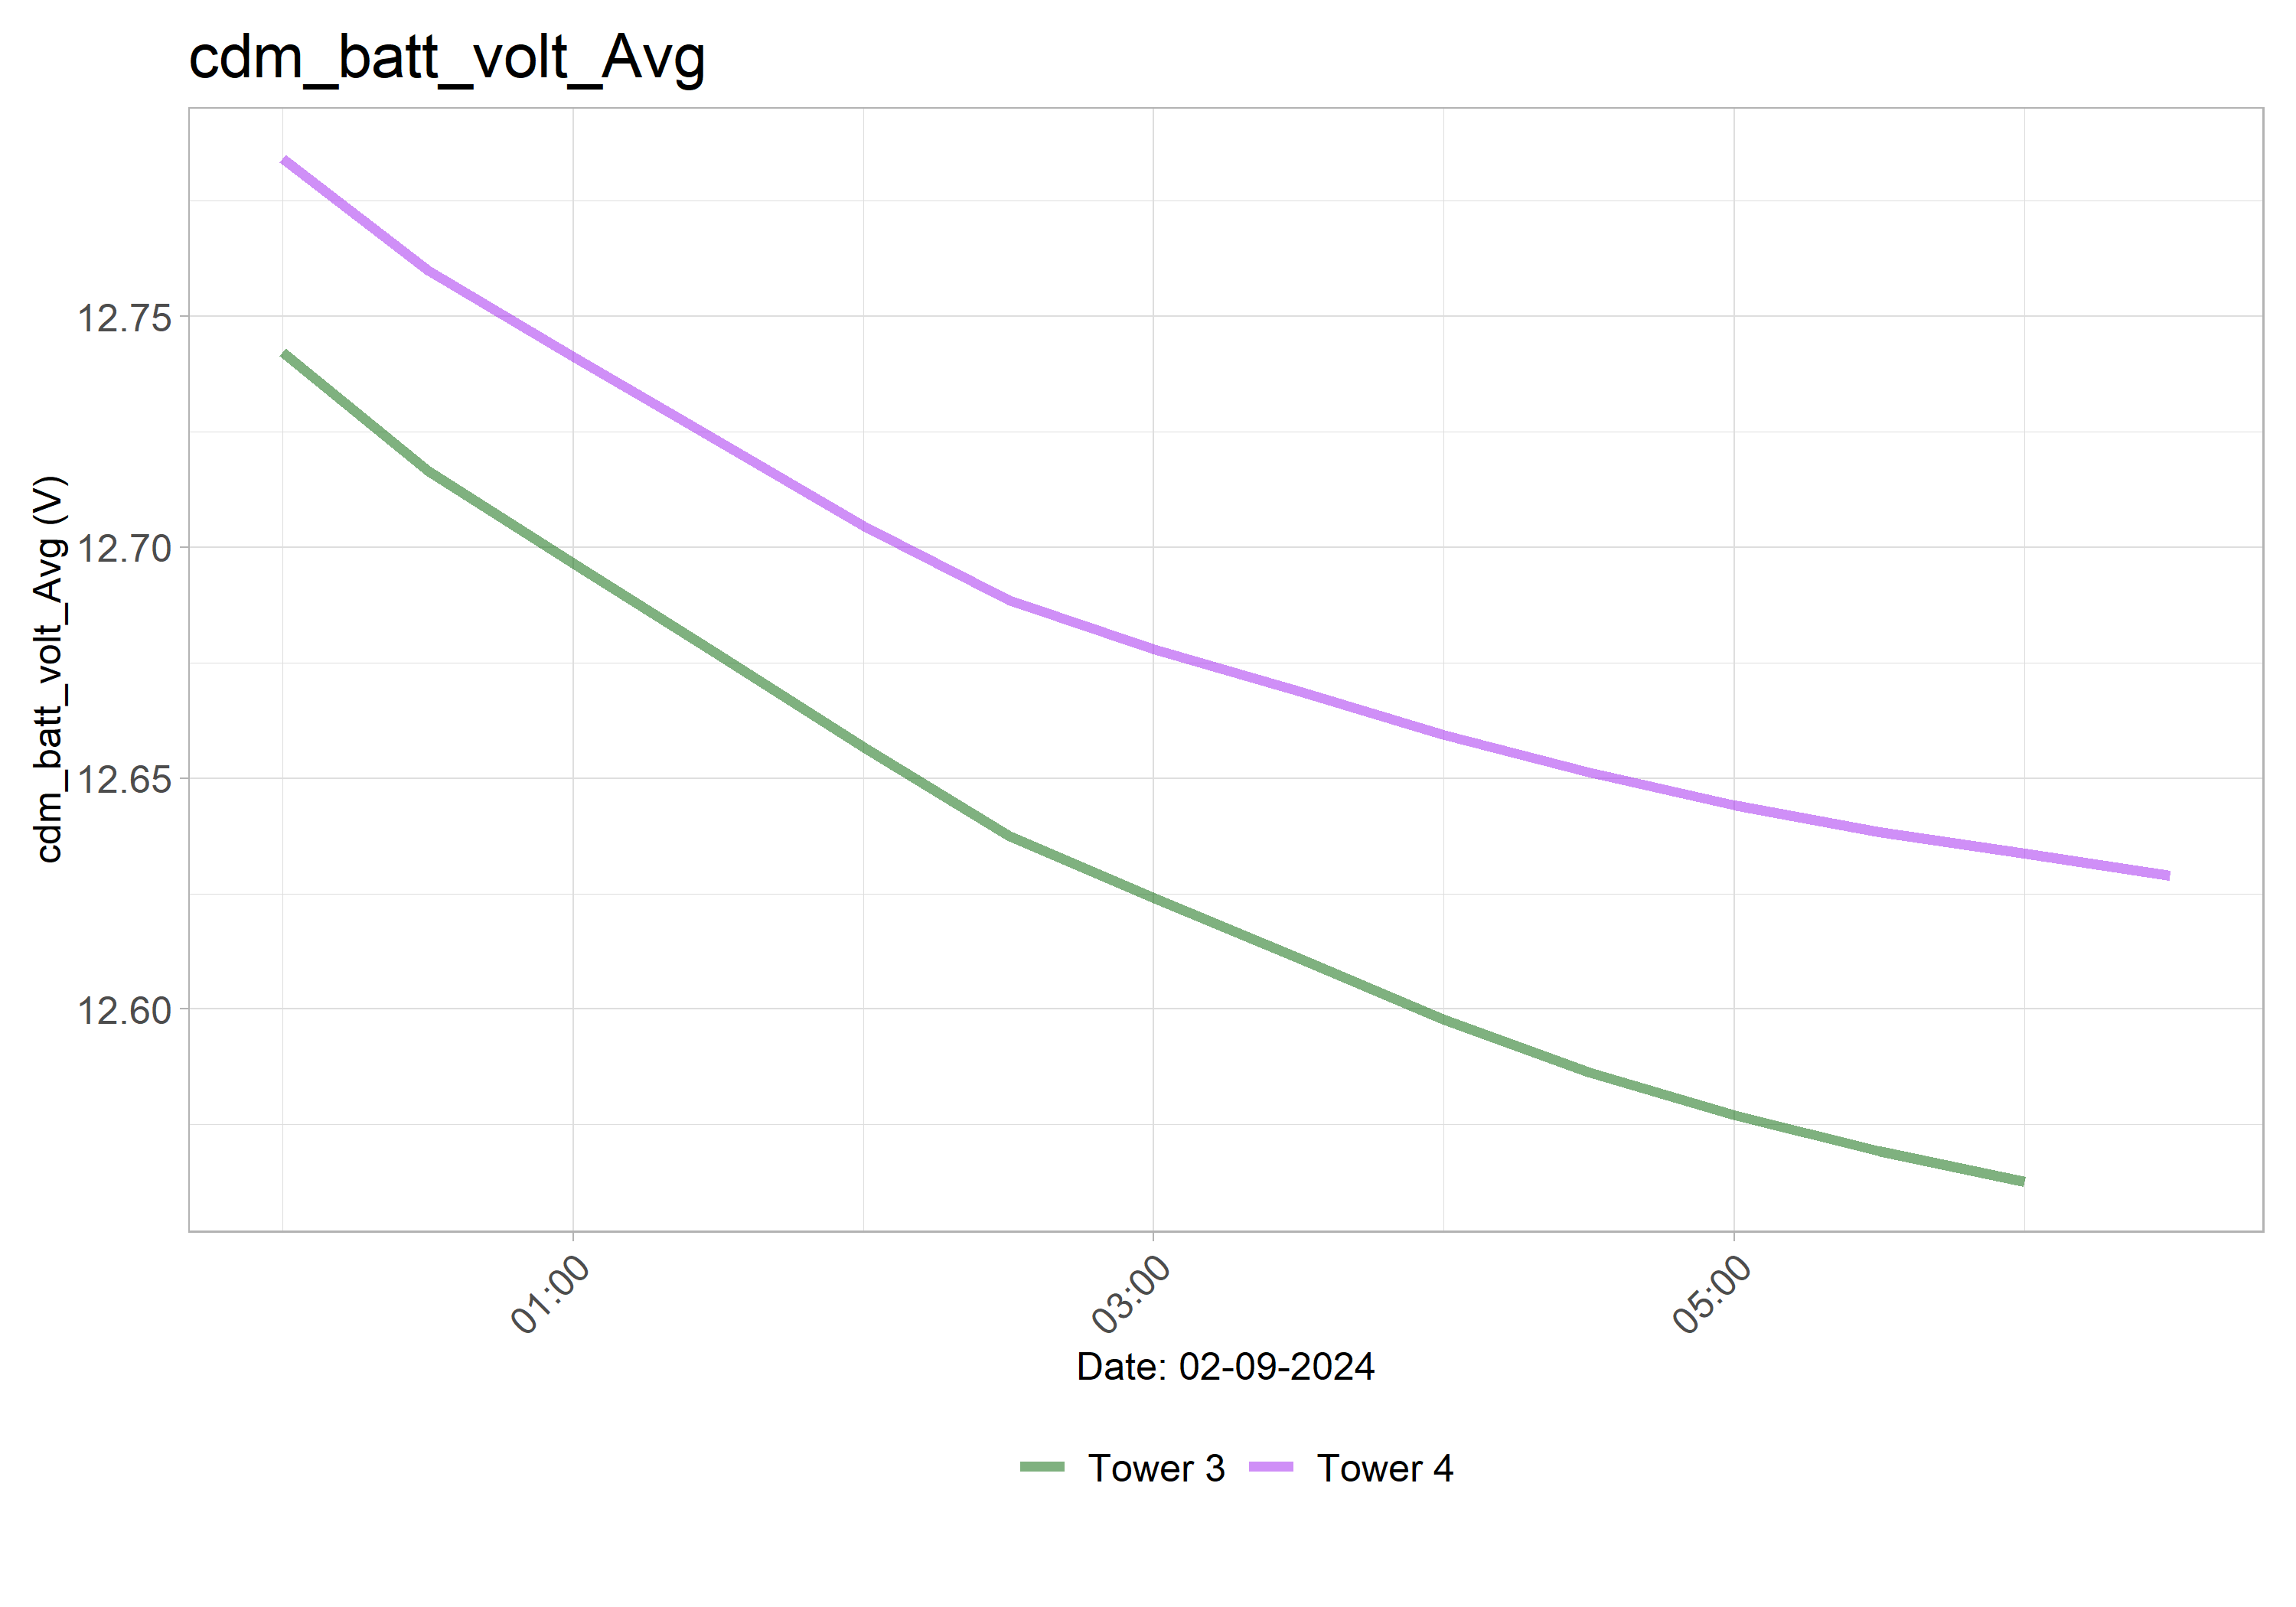 cdm_batt_volt_Avg
cdm_batt_volt_Avg (V)
12.75
12.70
12.65
12.60
01:00
03:00
05:00
Date: 02-09-2024
Tower 3
Tower 4